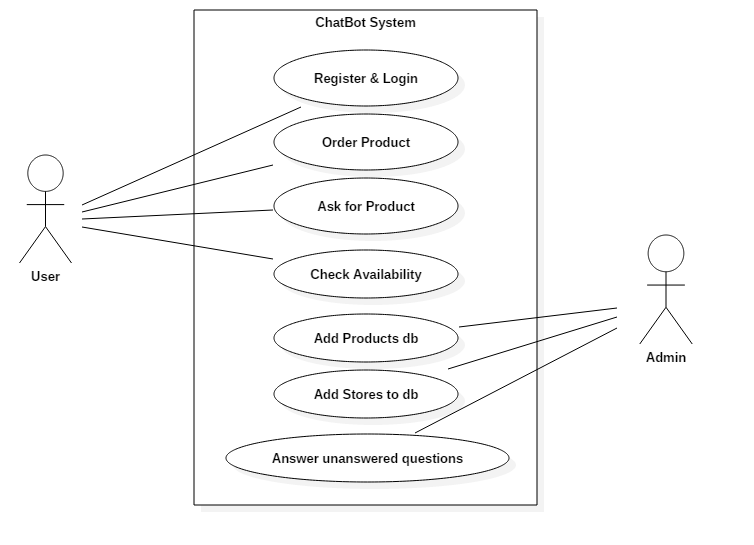 ChatBot System
Register & Login
Order Product
Ask for Product
User
Check Availability
Add Products db
Admin
Add Stores to db
Answer unanswered questions